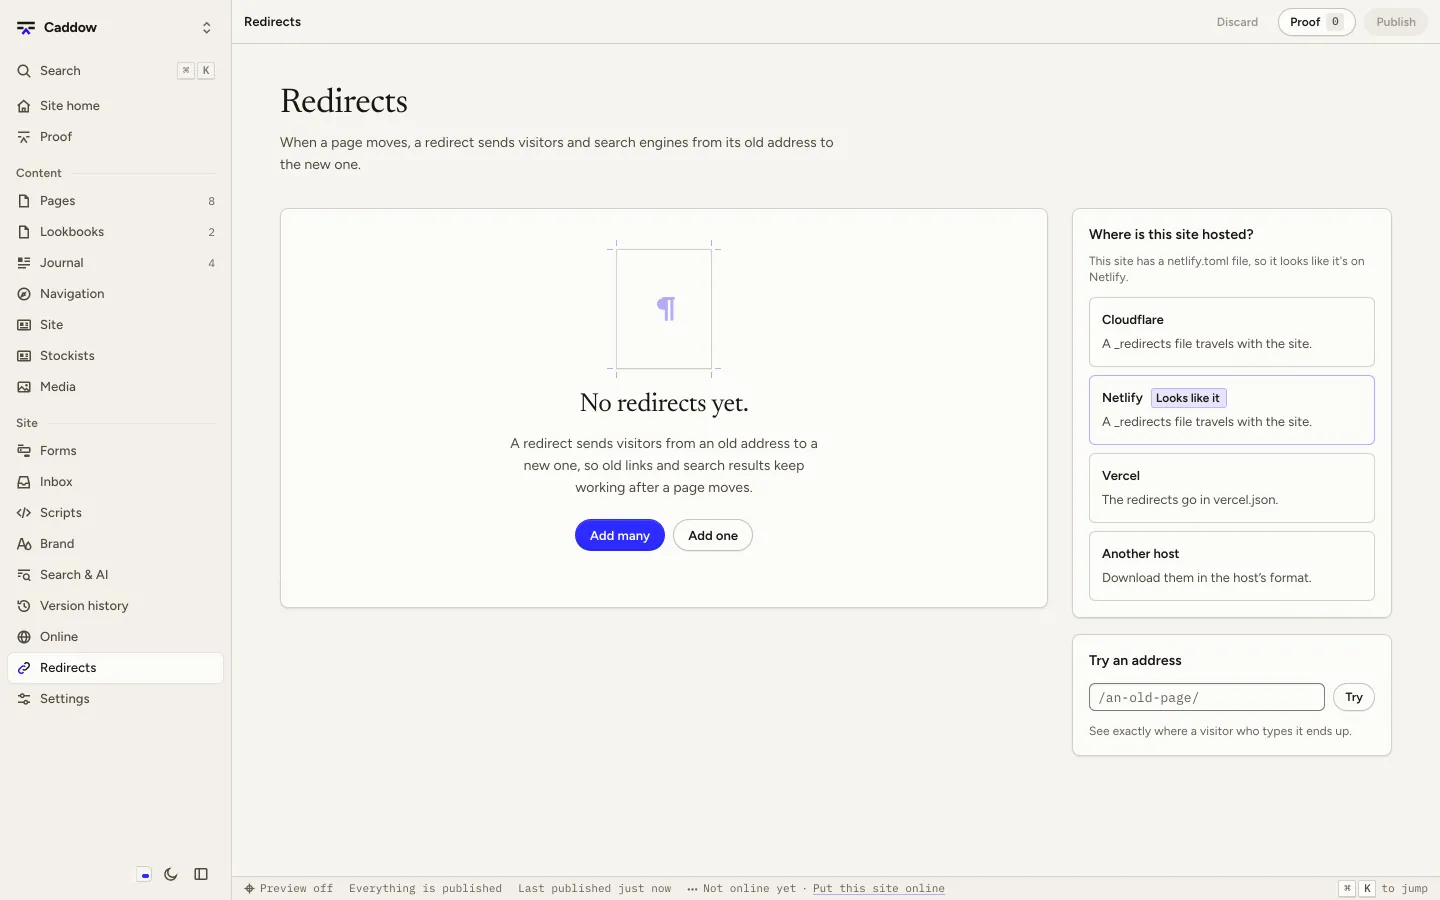 Caddow
Search
⌘ K
Site home
Proof
Content
Pages 8
Lookbooks 2
Journal 4
Navigation
Site
Stockists
Media
Site
Forms
Inbox
Scripts
Brand
Search & AI
Version history
Online
Redirects
Settings
Redirects
Discard
Proof 0
Publish
Redirects
When a page moves, a redirect sends visitors and search engines from its old address to
the new one.
¶
No redirects yet.
A redirect sends visitors from an old address to a
new one, so old links and search results keep
working after a page moves.
Add many
Add one
Where is this site hosted?
This site has a netlify.toml file, so it looks like it's on
Netlify.
Cloudflare
A _redirects file travels with the site.
Netlify Looks like it
A _redirects file travels with the site.
Vercel
The redirects go in vercel.json.
Another host
Download them in the host's format.
Try an address
/an-old-page/
Try
See exactly where a visitor who types it ends up.
Preview off
Everything is published
Last published just now
Not online yet · Put this site online
⌘ K to jump